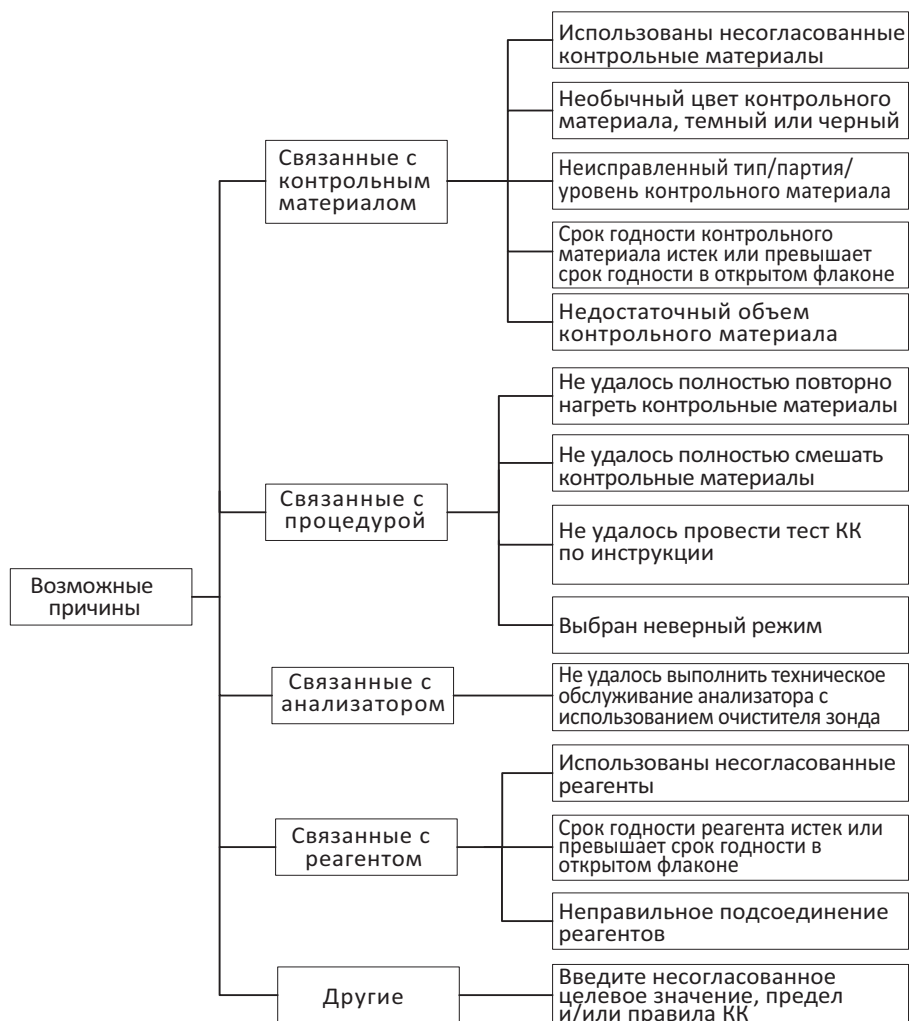 Возможные
причины
Связанные с
контрольным
материалом
Использованы несогласованные
контрольные материалы
Необычный цвет контрольного
материала, темный или черный
Неисправленный тип/партия/
уровень контрольного материала
Срок годности контрольного
материала истек или превышает
срок годности в открытом флаконе
Недостаточный объем
контрольного материала
Связанные с
процедурой
Не удалось полностью повторно
нагреть контрольные материалы
Не удалось полностью смешать
контрольные материалы
Не удалось провести тест КК
по инструкции
Выбран неверный режим
Связанные с
анализатором
Не удалось выполнить техническое
обслуживание анализатора с
использованием очистителя зонда
Связанные с
реагентом
Использованы несогласованные
реагенты
Срок годности реагента истек или
превышает срок годности в
открытом флаконе
Неправильное подсоединение
реагентов
Другие
Введите несогласованное
целевое значение, предел
и/или правила КК